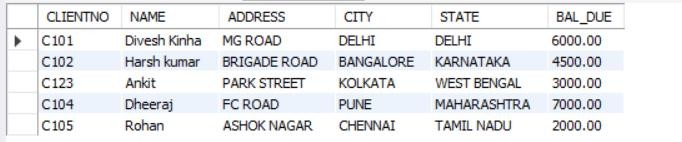 CLIENTNO NAME ADDRESS CITY STATE BAL_DUE
C101 Divesh Kinha MG ROAD DELHI DELHI 6000.00
C102 Harsh kumar BRIGADE ROAD BANGALORE KARNATAKA 4500.00
C123 Ankit PARK STREET KOLKATA WEST BENGAL 3000.00
C104 Dheeraj FC ROAD PUNE MAHARASHTRA 7000.00
C105 Rohan ASHOK NAGAR CHENNAI TAMIL NADU 2000.00